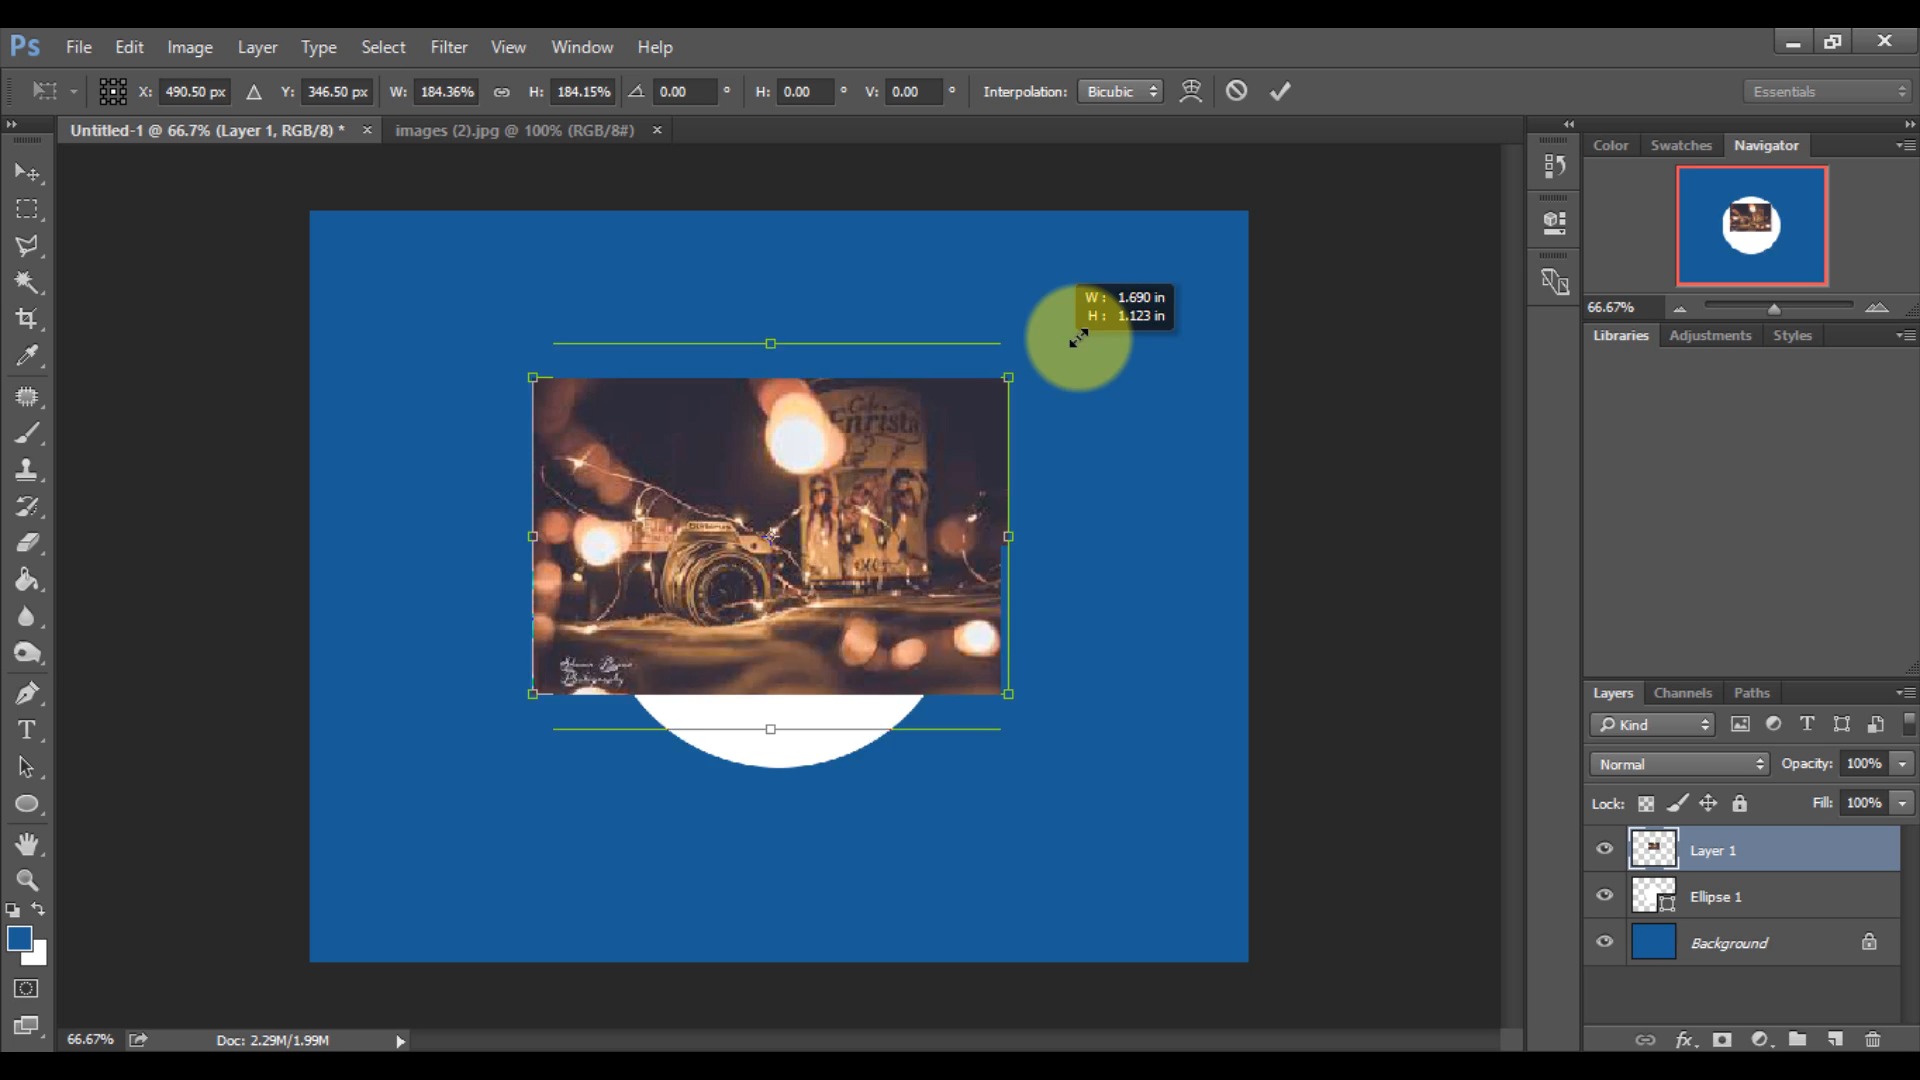 Ps File Edit Image Layer Type Select Filter View Window Help
X: 490.50 px Y: 346.50 px W: 184.36% H: 184.15% 0.00 ° H: 0.00 ° V: 0.00 ° Interpolation: Bicubic Essentials
Untitled-1 @ 66.7% (Layer 1, RGB/8) * × images (2).jpg @ 100% (RGB/8#) ×
Color Swatches Navigator
W : 1.690 in
H : 1.123 in
66.67%
Libraries Adjustments Styles
Cafe
Enrista
Photography
Layers Channels Paths
Kind
Normal Opacity: 100%
Lock: Fill: 100%
Layer 1
Ellipse 1
Background
T
66.67% Doc: 2.29M/1.99M
fx